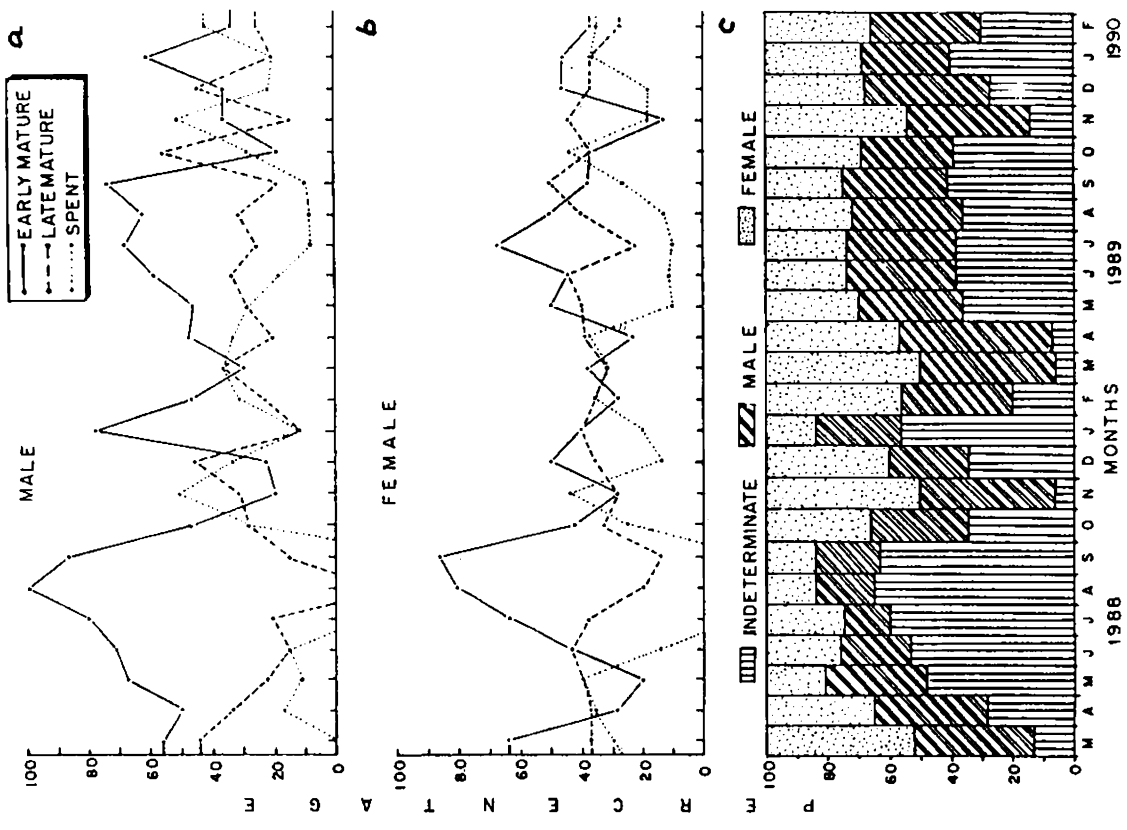 a
MALE
EARLY MATURE
LATE MATURE
SPENT
100
80
60
40
20
0
b
FEMALE
100
80
60
40
20
0
PERCENTAGE
c
INDETERMINATE
MALE
FEMALE
100
80
60
40
20
0
M A M J J A S O N D J F M A M J J A S O N D J F
1988 1989 1990
MONTHS